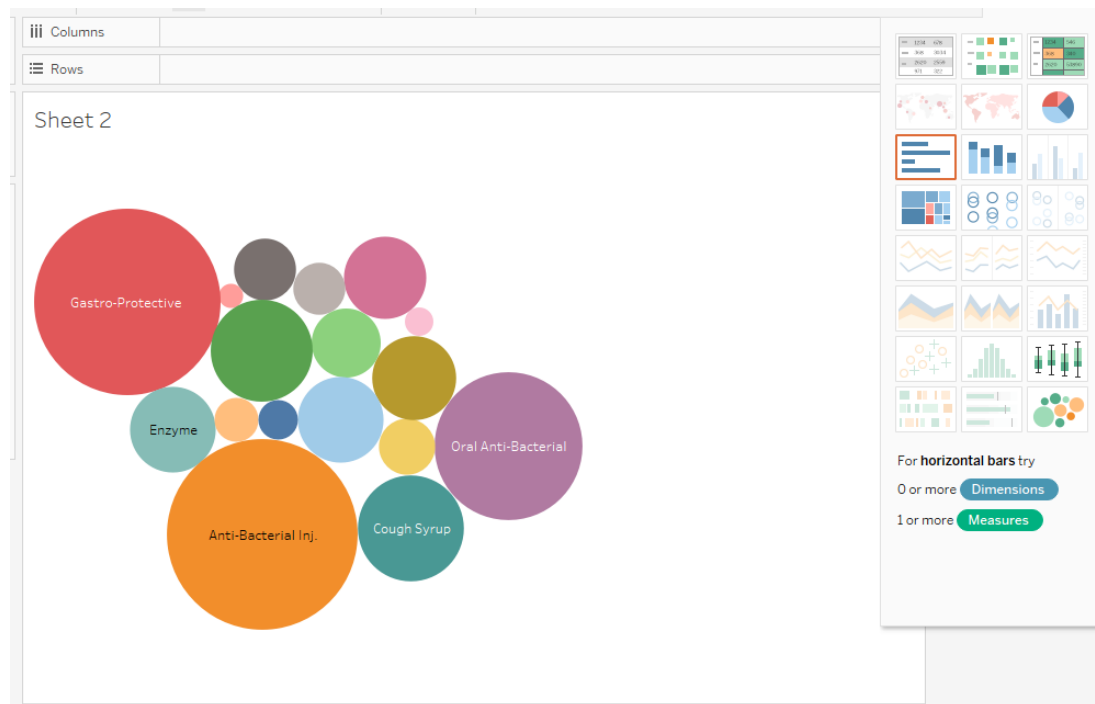 Columns
Rows
Sheet 2
Gastro-Protective
Enzyme
Oral Anti-Bacterial
Anti-Bacterial Inj.
Cough Syrup
For horizontal bars try
0 or more Dimensions
1 or more Measures